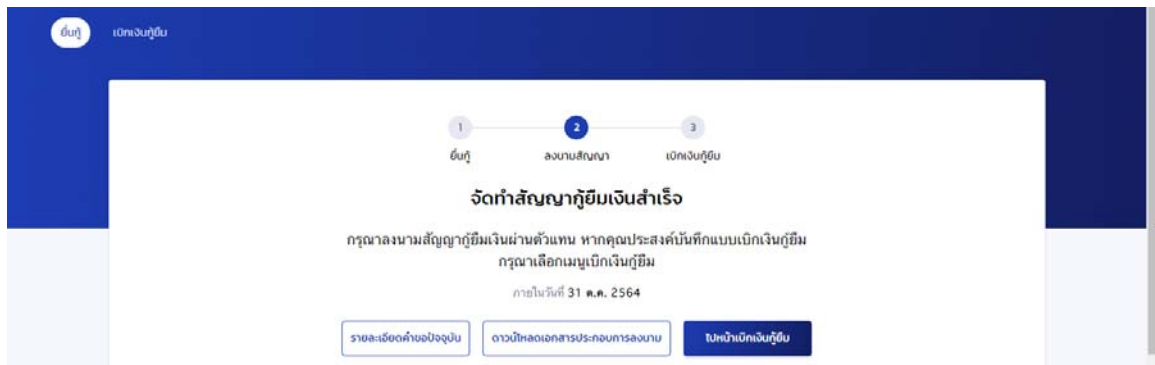 ยื่นกู้ เบิกเงินกู้ยืม
1 2 3
ยื่นกู้ ลงนามสัญญา เบิกเงินกู้ยืม
จัดทำสัญญากู้ยืมเงินสำเร็จ
กรุณาลงนามสัญญากู้ยืมเงินผ่านตัวแทน หากคุณประสงค์บันทึกแบบเบิกเงินกู้ยืม
กรุณาเลือกเมนูเบิกเงินกู้ยืม
ภายในวันที่ 31 ต.ค. 2564
รายละเอียดคำขอปัจจุบัน ดาวน์โหลดเอกสารประกอบการลงนาม ไปหน้าเบิกเงินกู้ยืม